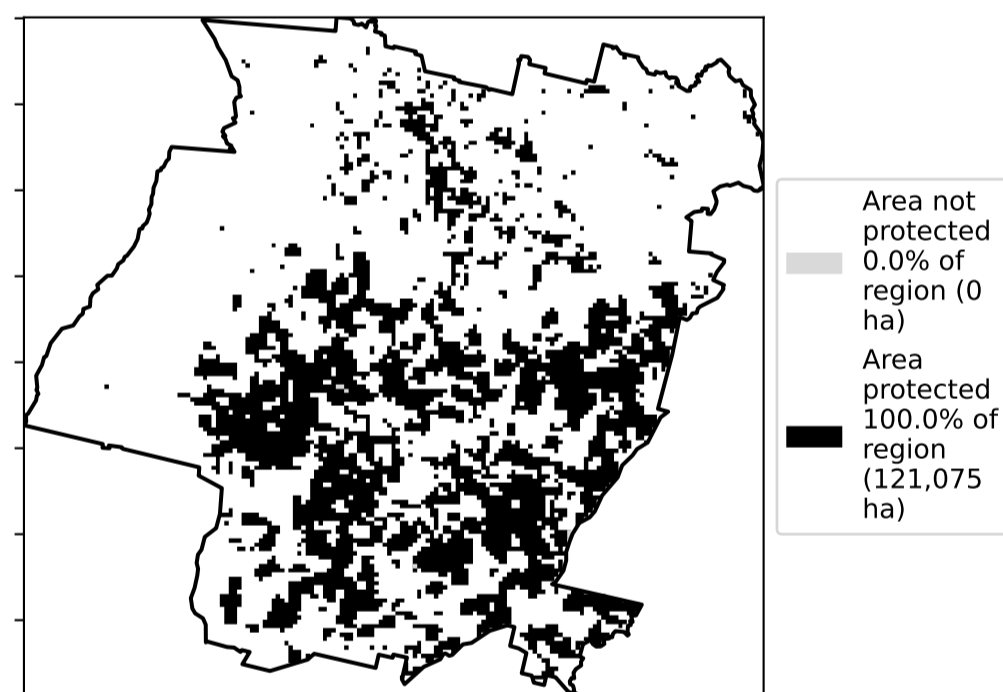 Area not
protected
0.0% of
region (0
ha)
Area
protected
100.0% of
region
(121,075
ha)